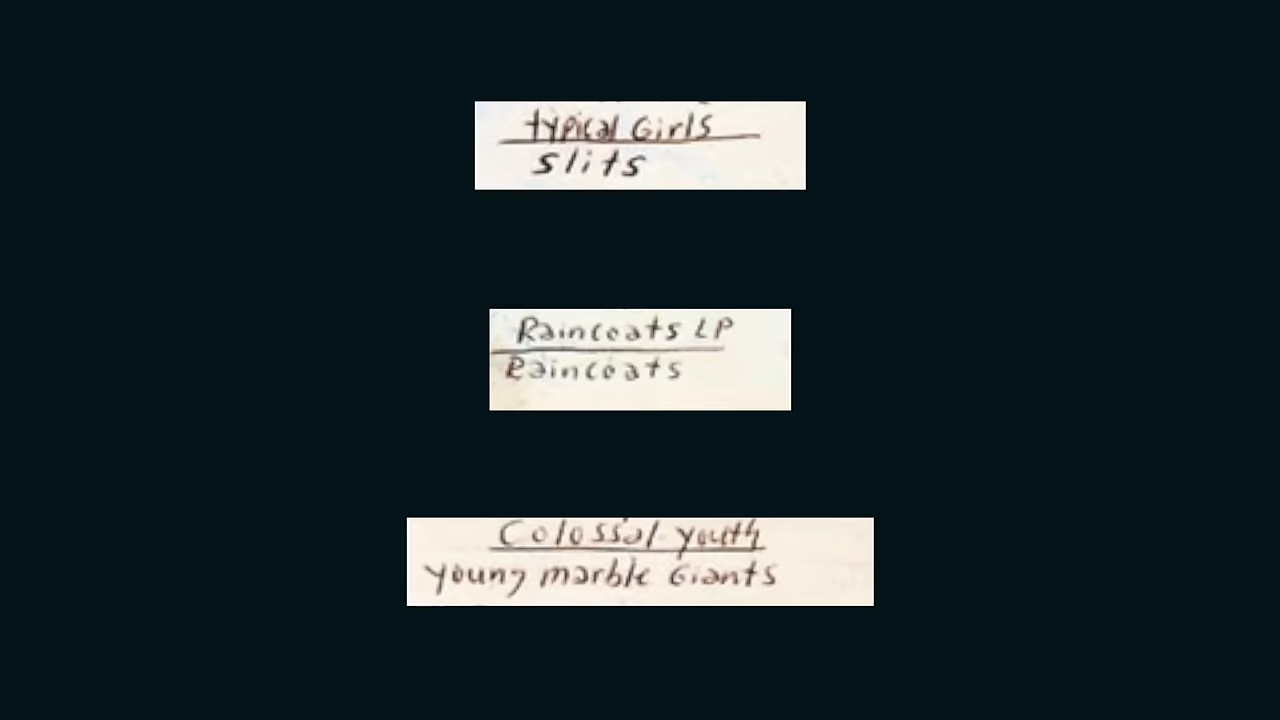 typical Girls
slits
Raincoats LP
Raincoats
Colossal youth
young marble Giants